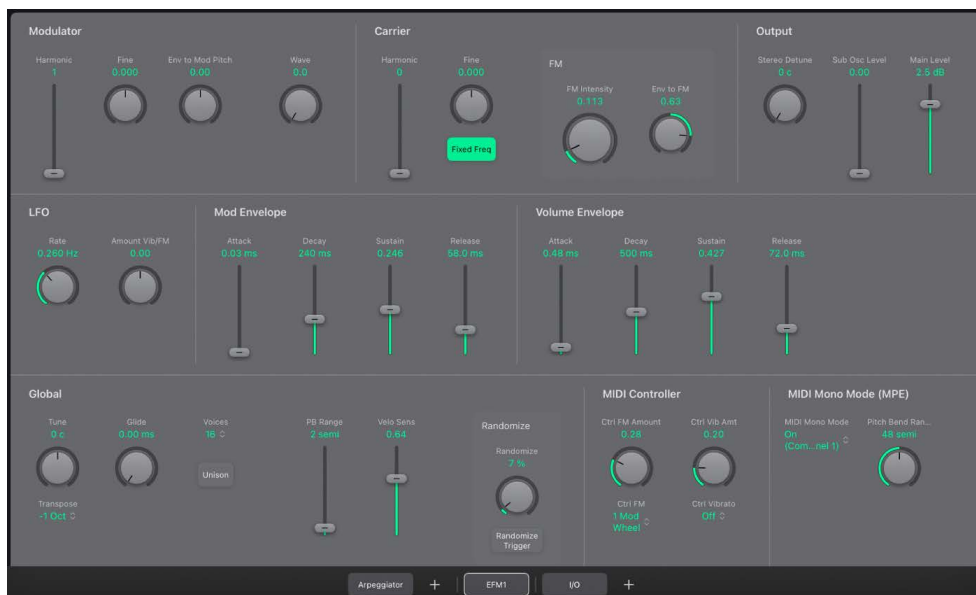 Modulator
Carrier
Output
Harmonic
1
Fine
0.000
Env to Mod Pitch
0.00
Wave
0.0
Harmonic
0
Fine
0.000
Fixed Freq
FM
FM Intensity
0.113
Env to FM
0.63
Stereo Detune
0 c
Sub Osc Level
0.00
Main Level
2.5 dB
LFO
Rate
0.260 Hz
Amount Vib/FM
0.00
Mod Envelope
Attack
0.03 ms
Decay
240 ms
Sustain
0.246
Release
58.0 ms
Volume Envelope
Attack
0.48 ms
Decay
500 ms
Sustain
0.427
Release
72.0 ms
Global
Tune
0 c
Transpose
-1 Oct
Glide
0.00 ms
Voices
16
Unison
PB Range
2 semi
Velo Sens
0.64
Randomize
Randomize
7 %
Randomize
Trigger
MIDI Controller
Ctrl FM Amount
0.28
Ctrl Vib Amt
0.20
Ctrl FM
1 Mod
Wheel
Ctrl Vibrato
Off
MIDI Mono Mode (MPE)
MIDI Mono Mode
On
(Com...nel 1)
Pitch Bend Ran...
48 semi
Arpeggiator
+
EFM1
I/O
+